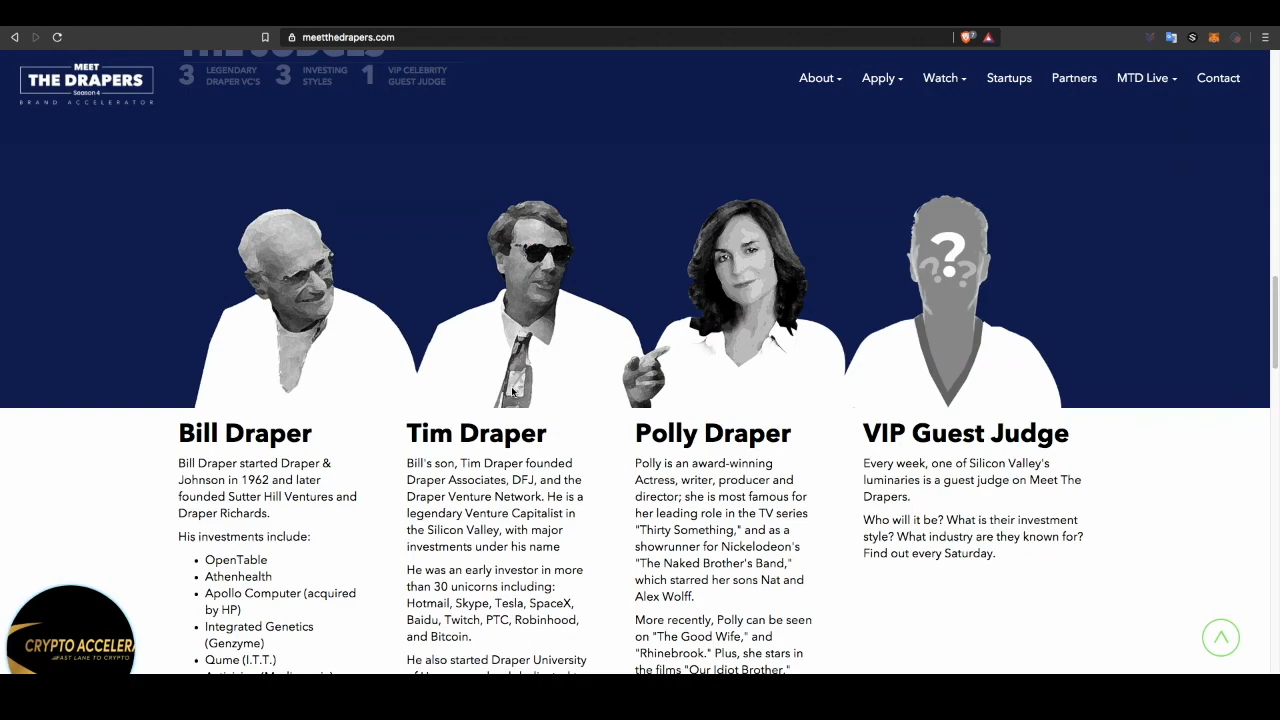 meetthedrapers.com
THE JUDGES
MEET
THE DRAPERS
Season 4
BRAND ACCELERATOR
3 LEGENDARY DRAPER VC'S
3 INVESTING STYLES
1 VIP CELEBRITY GUEST JUDGE
About
Apply
Watch
Startups
Partners
MTD Live
Contact
? ? ?
Bill Draper
Bill Draper started Draper &
Johnson in 1962 and later
founded Sutter Hill Ventures and
Draper Richards.
His investments include:
• OpenTable
• Athenhealth
• Apollo Computer (acquired
by HP)
• Integrated Genetics
(Genzyme)
• Qume (I.T.T.)
Tim Draper
Bill's son, Tim Draper founded
Draper Associates, DFJ, and the
Draper Venture Network. He is a
legendary Venture Capitalist in
the Silicon Valley, with major
investments under his name
He was an early investor in more
than 30 unicorns including:
Hotmail, Skype, Tesla, SpaceX,
Baidu, Twitch, PTC, Robinhood,
and Bitcoin.
He also started Draper University
Polly Draper
Polly is an award-winning
Actress, writer, producer and
director; she is most famous for
her leading role in the TV series
"Thirty Something," and as a
showrunner for Nickelodeon's
"The Naked Brother's Band,"
which starred her sons Nat and
Alex Wolff.
More recently, Polly can be seen
on "The Good Wife," and
"Rhinebrook." Plus, she stars in
the films "Our Idiot Brother,"
VIP Guest Judge
Every week, one of Silicon Valley's
luminaries is a guest judge on Meet The
Drapers.
Who will it be? What is their investment
style? What industry are they known for?
Find out every Saturday.
CRYPTO ACCELERA
FAST LANE TO CRYPTO